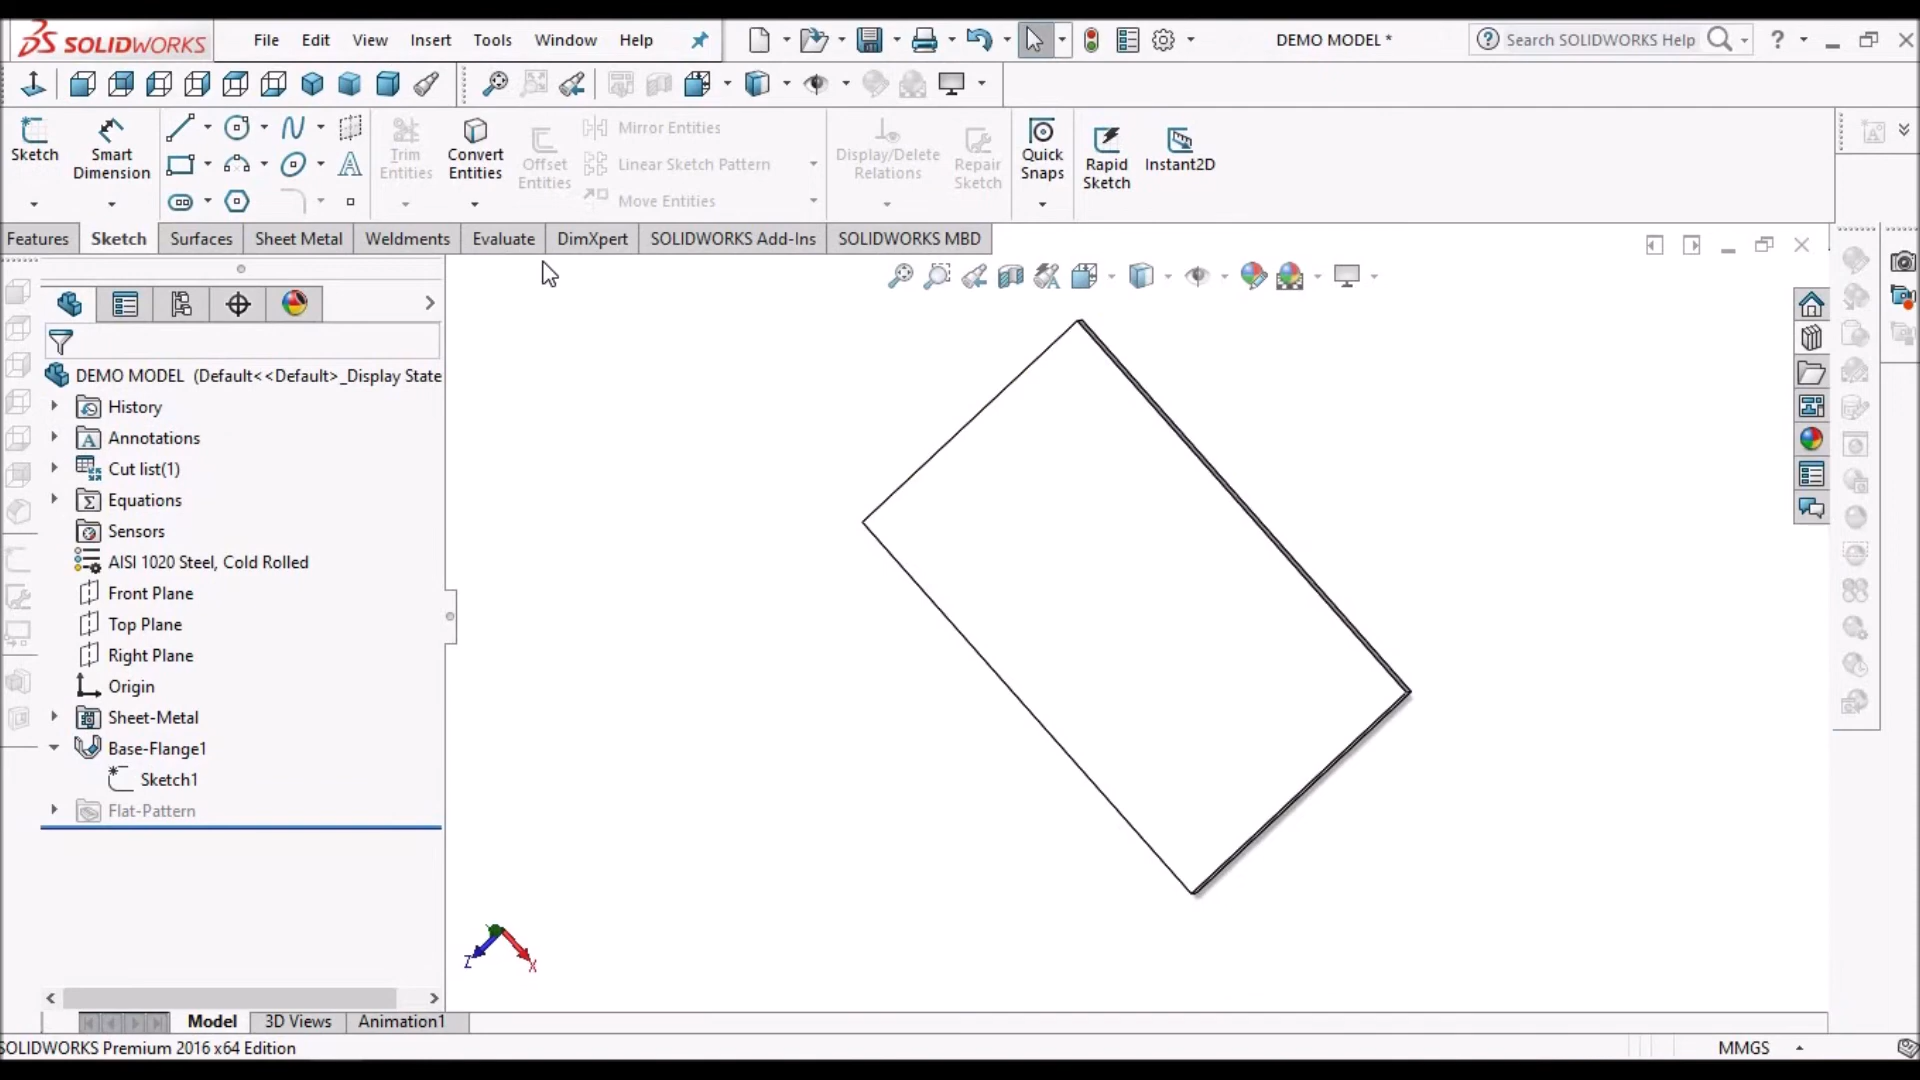 SOLIDWORKS
File Edit View Insert Tools Window Help
DEMO MODEL *
Search SOLIDWORKS Help
Sketch
Smart Dimension
Trim Entities
Convert Entities
Offset Entities
Mirror Entities
Linear Sketch Pattern
Move Entities
Display/Delete Relations
Repair Sketch
Quick Snaps
Rapid Sketch
Instant2D
Features Sketch Surfaces Sheet Metal Weldments Evaluate DimXpert SOLIDWORKS Add-Ins SOLIDWORKS MBD
DEMO MODEL (Default<<Default>_Display State
History
Annotations
Cut list(1)
Equations
Sensors
AISI 1020 Steel, Cold Rolled
Front Plane
Top Plane
Right Plane
Origin
Sheet-Metal
Base-Flange1
Sketch1
Flat-Pattern
Z X
Model 3D Views Animation1
SOLIDWORKS Premium 2016 x64 Edition
MMGS